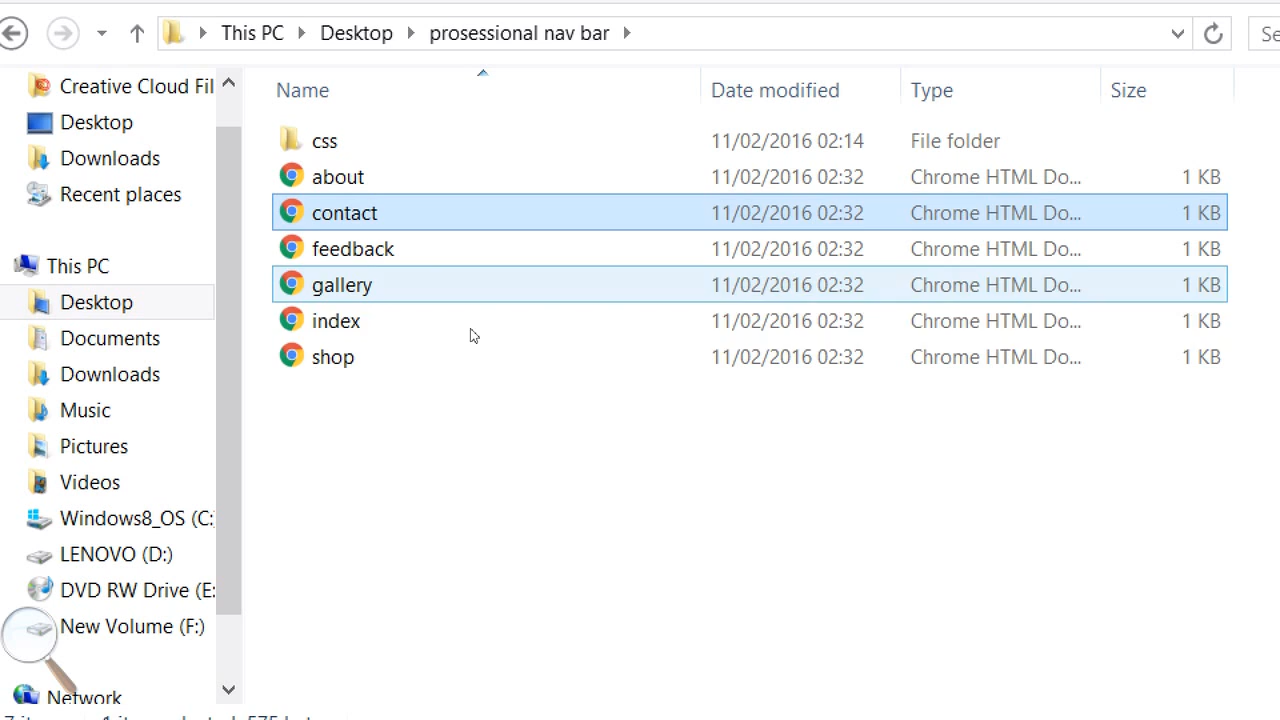 This PC Desktop prosessional nav bar Se
Creative Cloud Fil
Desktop
Downloads
Recent places
This PC
Desktop
Documents
Downloads
Music
Pictures
Videos
Windows8_OS (C:
LENOVO (D:)
DVD RW Drive (E:
New Volume (F:)
Network
Name Date modified Type Size
css 11/02/2016 02:14 File folder
about 11/02/2016 02:32 Chrome HTML Do... 1 KB
contact 11/02/2016 02:32 Chrome HTML Do... 1 KB
feedback 11/02/2016 02:32 Chrome HTML Do... 1 KB
gallery 11/02/2016 02:32 Chrome HTML Do... 1 KB
index 11/02/2016 02:32 Chrome HTML Do... 1 KB
shop 11/02/2016 02:32 Chrome HTML Do... 1 KB